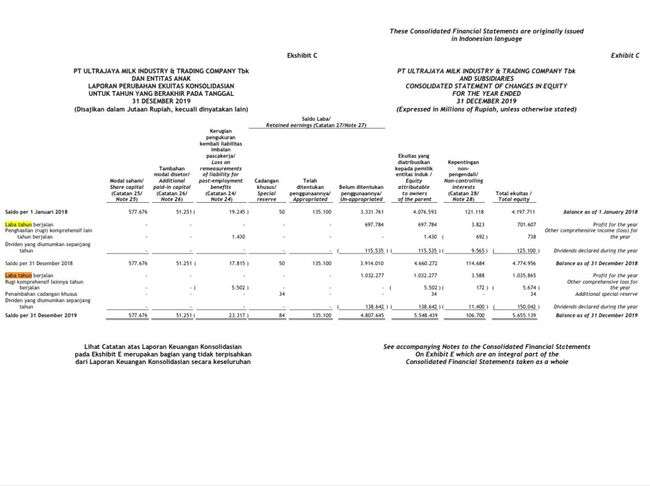 These Consolidated Financial Statements are originally issued
in Indonesian language
Ekshibit C
Exhibit C
PT ULTRAJAYA MILK INDUSTRY & TRADING COMPANY Tbk
DAN ENTITAS ANAK
LAPORAN PERUBAHAN EKUITAS KONSOLIDASIAN
UNTUK TAHUN YANG BERAKHIR PADA TANGGAL
31 DESEMBER 2019
(Disajikan dalam Jutaan Rupiah, kecuali dinyatakan lain)
PT ULTRAJAYA MILK INDUSTRY & TRADING COMPANY Tbk
AND SUBSIDIARIES
CONSOLIDATED STATEMENT OF CHANGES IN EQUITY
FOR THE YEAR ENDED
31 DECEMBER 2019
(Expressed in Millions of Rupiah, unless otherwise stated)
Saldo Laba/
Retained earnings (Catatan 27/Note 27)
Modal saham/
Share capital
(Catatan 25/
Note 25)
Tambahan
modal disetor/
Additional
paid-in capital
(Catatan 26/
Note 26)
Kerugian
pengukuran
kembali liabilitas
imbalan
pascakerja/
Loss on
remeasurements
of liability for
post-employment
benefits
(Catatan 24/
Note 24)
Cadangan
khusus/
Special
reserve
Telah
ditentukan
penggunaannya/
Appropriated
Belum ditentukan
penggunaannya/
Un-appropriated
Ekuitas yang
distribusikan
kepada pemilik
entitas induk /
Equity
attributable
to owners
of the parent
Kepentingan
non-
pengendali/
Non-controlling
interests
(Catatan 28/
Note 28)
Total ekuitas /
Total equity
Saldo per 1 Januari 2018 577.676 51.251 ( 19.245 ) 50 135.100 3.331.761 4.076.593 121.118 4.197.711 Balance as of 1 January 2018
Laba tahun berjalan - - - - - 697.784 697.784 3.823 701.607 Profit for the year
Penghasilan (rugi) komprehensif lain
tahun berjalan - - 1.430 - - - 1.430 ( 692 ) 738 Other comprehensive income (loss) for
the year
Dividen yang diumumkan sepanjang
tahun - - - - - ( 115.535 ) ( 115.535 ) ( 9.565 ) ( 125.100 ) Dividends declared during the year
Saldo per 31 Desember 2018 577.676 51.251 ( 17.815 ) 50 135.100 3.914.010 4.660.272 114.684 4.774.956 Balance as of 31 December 2018
Laba tahun berjalan - - - - - 1.032.277 1.032.277 3.588 1.035.865 Profit for the year
Rugi komprehensif lainnya tahun
berjalan - - ( 5.502 ) - - - ( 5.502 ) ( 172 ) ( 5.674 ) Other comprehensive loss for
the year
Penambahan cadangan khusus - - - 34 - - 34 - 34 Additional special reserve
Dividen yang diumumkan sepanjang
tahun - - - - - ( 138.642 ) ( 138.642 ) ( 11.400 ) ( 150.042 ) Dividends declared during the year
Saldo per 31 Desember 2019 577.676 51.251 ( 23.317 ) 84 135.100 4.807.645 5.548.439 106.700 5.655.139 Balance as of 31 December 2019
Lihat Catatan atas Laporan Keuangan Konsolidasian
pada Ekshibit E merupakan bagian yang tidak terpisahkan
dari Laporan Keuangan Konsolidasian secara keseluruhan
See accompanying Notes to the Consolidated Financial Statements
On Exhibit E which are an integral part of the
Consolidated Financial Statements taken as a whole